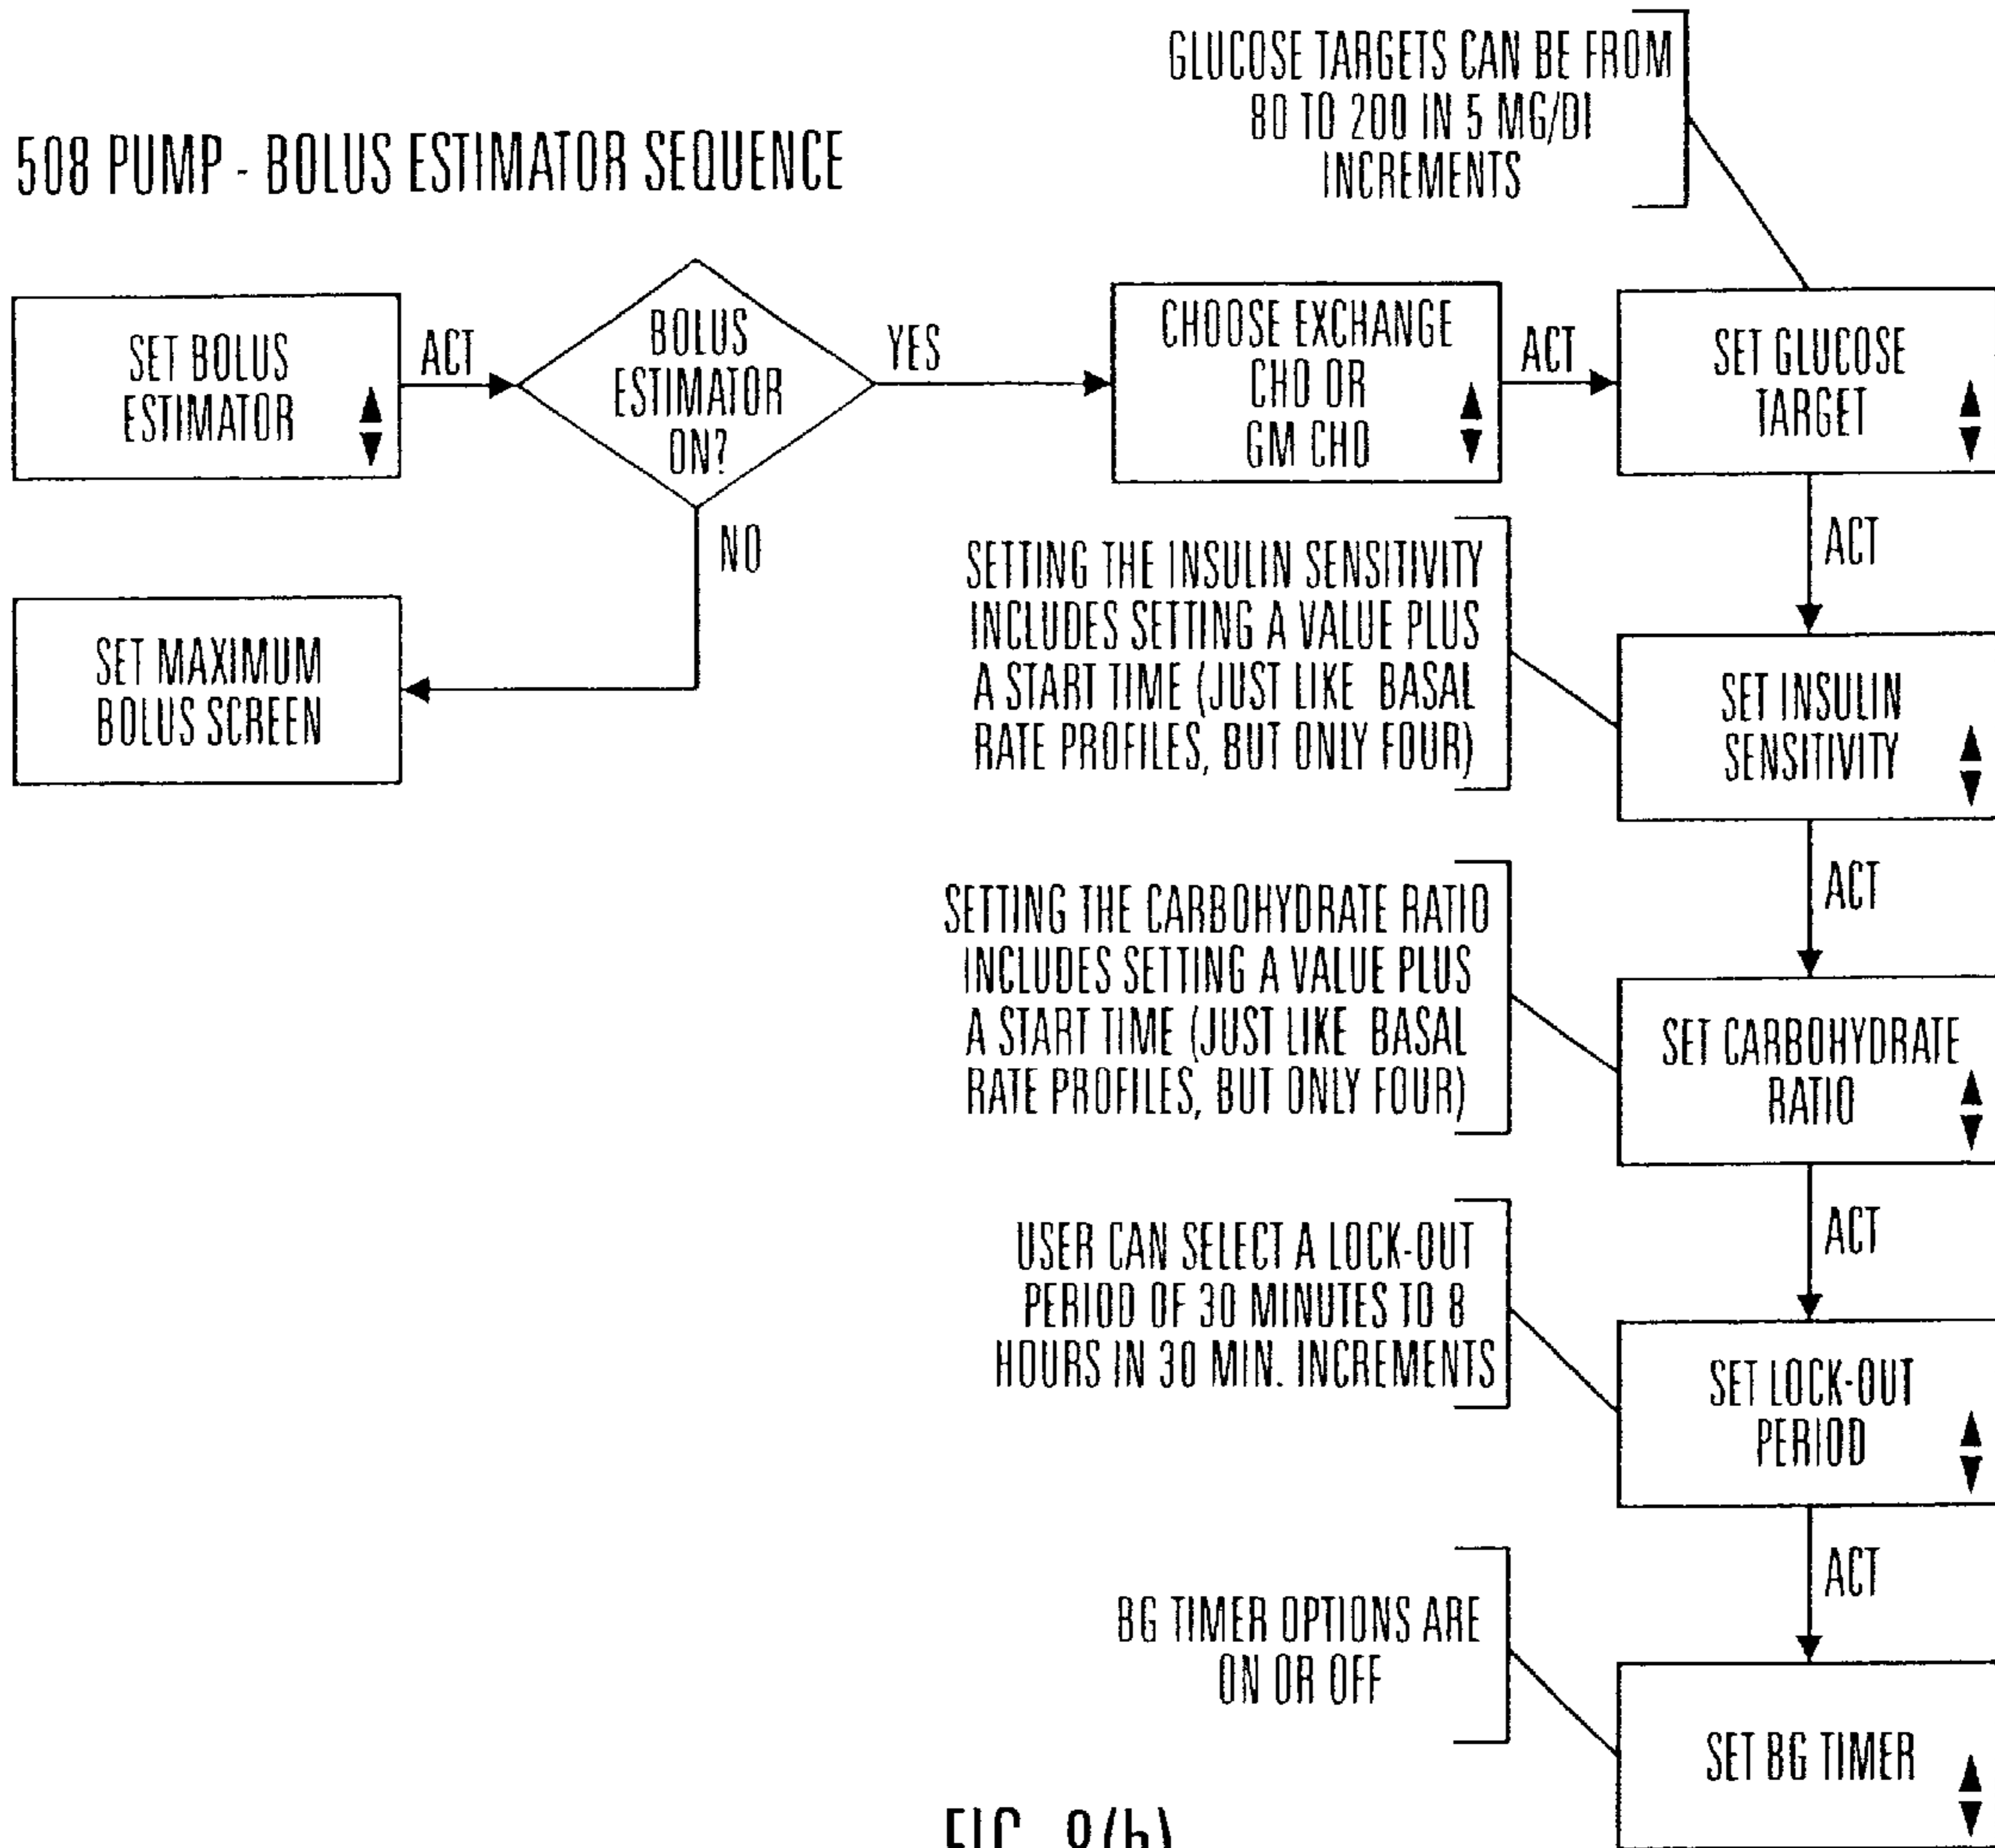 508 PUMP - BOLUS ESTIMATOR SEQUENCE
GLUCOSE TARGETS CAN BE FROM
80 TO 200 IN 5 MG/DI
INCREMENTS
SET BOLUS
ESTIMATOR
ACT
BOLUS
ESTIMATOR
ON?
YES
CHOOSE EXCHANGE
CHO OR
GM CHO
ACT
SET GLUCOSE
TARGET
NO
SET MAXIMUM
BOLUS SCREEN
ACT
SETTING THE INSULIN SENSITIVITY
INCLUDES SETTING A VALUE PLUS
A START TIME (JUST LIKE BASAL
RATE PROFILES, BUT ONLY FOUR)
SET INSULIN
SENSITIVITY
ACT
SETTING THE CARBOHYDRATE RATIO
INCLUDES SETTING A VALUE PLUS
A START TIME (JUST LIKE BASAL
RATE PROFILES, BUT ONLY FOUR)
SET CARBOHYDRATE
RATIO
ACT
USER CAN SELECT A LOCK-OUT
PERIOD OF 30 MINUTES TO 8
HOURS IN 30 MIN. INCREMENTS
SET LOCK-OUT
PERIOD
ACT
BG TIMER OPTIONS ARE
ON OR OFF
SET BG TIMER
FIG. 8(b)